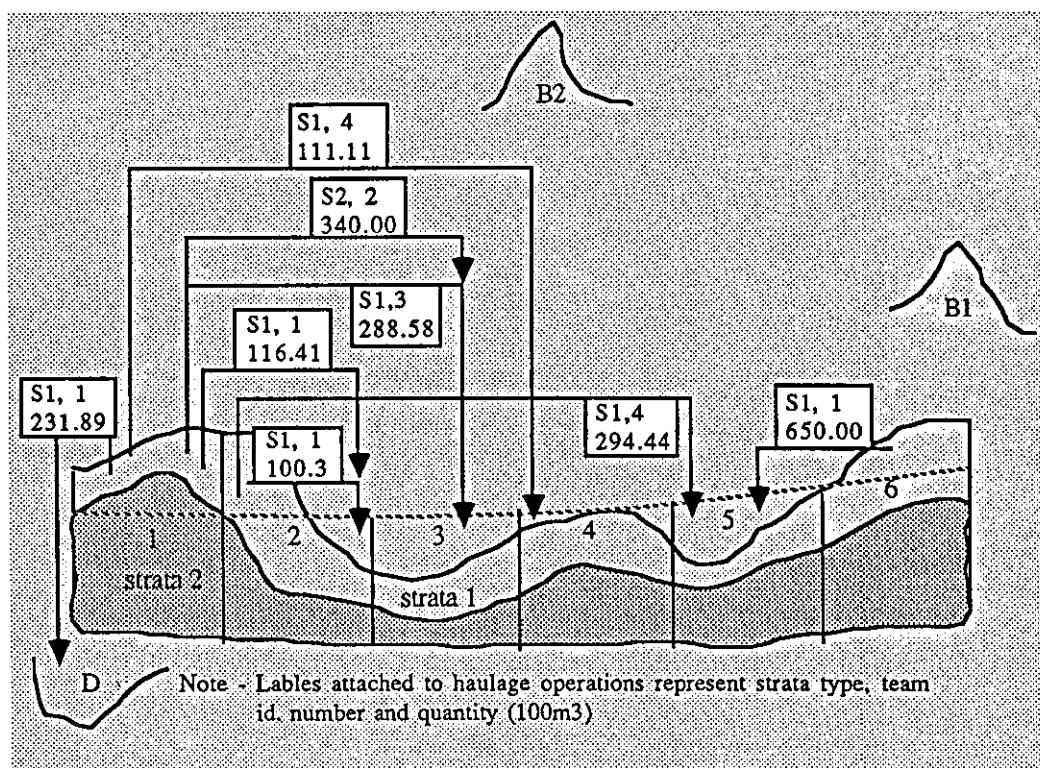 B2
S1, 4
111.11
S2, 2
340.00
B1
S1,3
288.58
S1, 1
116.41
S1, 1
231.89
S1, 1
100.3
S1,4
294.44
S1, 1
650.00
1
2
3
4
5
6
strata 2
strata 1
D
Note - Lables attached to haulage operations represent strata type, team
id. number and quantity (100m3)